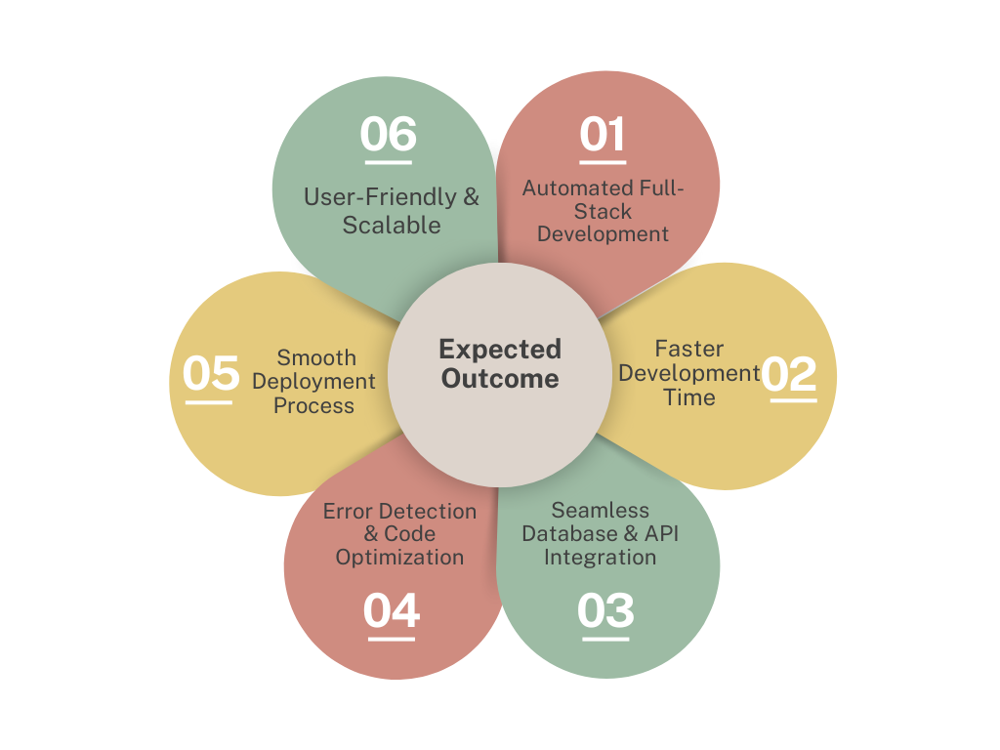 Expected
Outcome
01
Automated Full-
Stack
Development
Faster
Development
Time
02
Seamless
Database & API
Integration
03
Error Detection
& Code
Optimization
04
05
Smooth
Deployment
Process
06
User-Friendly &
Scalable